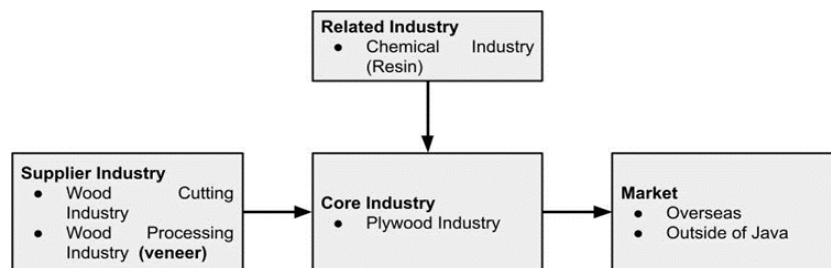 Related Industry
● Chemical Industry
(Resin)
Supplier Industry
● Wood Cutting
Industry
● Wood Processing
Industry (veneer)
Core Industry
● Plywood Industry
Market
● Overseas
● Outside of Java